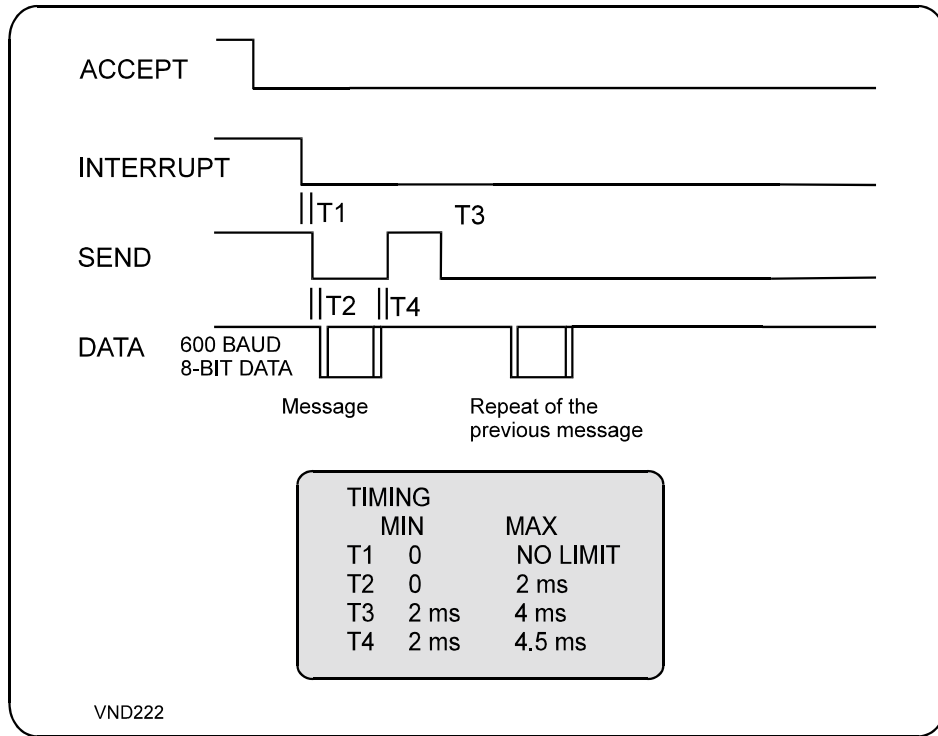 ACCEPT
INTERRUPT
T1
T3
SEND
T2
T4
DATA
600 BAUD
8-BIT DATA
Message
Repeat of the
previous message
TIMING
MIN MAX
T1 0 NO LIMIT
T2 0 2 ms
T3 2 ms 4 ms
T4 2 ms 4.5 ms
VND222